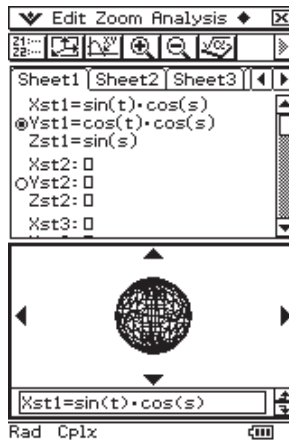 Edit Zoom Analysis
Sheet1 Sheet2 Sheet3
Xst1=sin(t)·cos(s)
Yst1=cos(t)·cos(s)
Zst1=sin(s)
Xst2:
Yst2:
Zst2:
Xst3:
Xst1=sin(t)·cos(s)
Rad Cplx